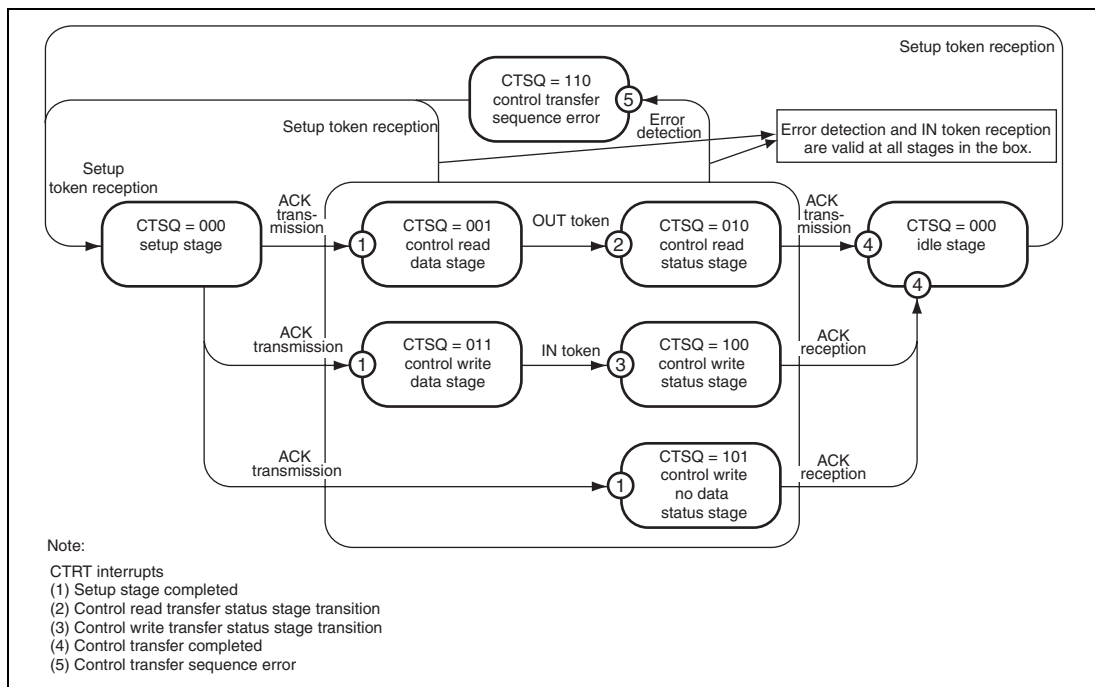 Setup token reception
CTSQ = 110
control transfer
sequence error
5
Setup token reception
Error
detection
Error detection and IN token reception
are valid at all stages in the box.
Setup
token reception
CTSQ = 000
setup stage
ACK
trans-
mission
1
CTSQ = 001
control read
data stage
OUT token
2
CTSQ = 010
control read
status stage
ACK
transmis-
mission
4
CTSQ = 000
idle stage
4
ACK
transmission
1
CTSQ = 011
control write
data stage
IN token
3
CTSQ = 100
control write
status stage
ACK
reception
ACK
transmission
1
CTSQ = 101
control write
no data
status stage
ACK
reception
Note:
CTRT interrupts
(1) Setup stage completed
(2) Control read transfer status stage transition
(3) Control write transfer status stage transition
(4) Control transfer completed
(5) Control transfer sequence error